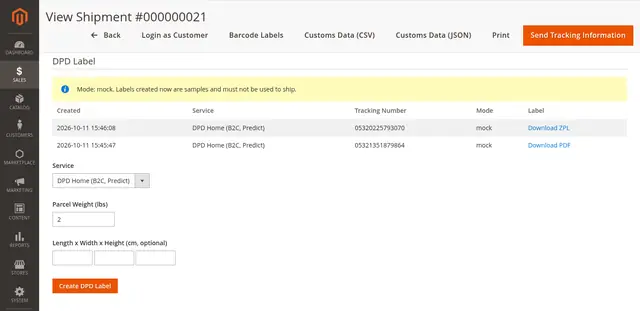 View Shipment #000000021
Back
Login as Customer
Barcode Labels
Customs Data (CSV)
Customs Data (JSON)
Print
Send Tracking Information
DASHBOARD
SALES
CATALOG
CUSTOMERS
MARKETPLACE
MARKETING
CONTENT
REPORTS
STORES
SYSTEM
DPD Label
Mode: mock. Labels created now are samples and must not be used to ship.
Created Service Tracking Number Mode Label
2026-10-11 15:46:08 DPD Home (B2C, Predict) 05320225793070 mock Download ZPL
2026-10-11 15:45:47 DPD Home (B2C, Predict) 05321351879864 mock Download PDF
Service
DPD Home (B2C, Predict)
Parcel Weight (lbs)
2
Length x Width x Height (cm, optional)
Create DPD Label